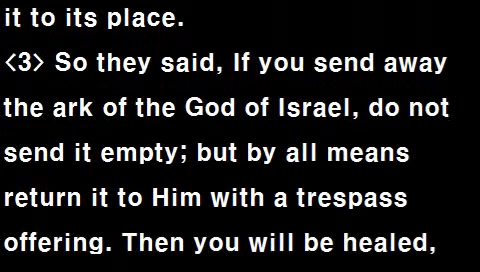 it to its place.
<3> So they said, If you send away
the ark of the God of Israel, do not
send it empty; but by all means
return it to Him with a trespass
offering. Then you will be healed,